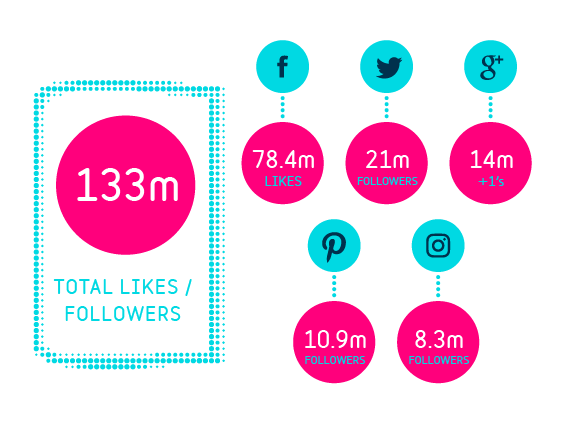 133m
TOTAL LIKES /
FOLLOWERS
78.4m
LIKES
21m
FOLLOWERS
14m
+1's
10.9m
FOLLOWERS
8.3m
FOLLOWERS